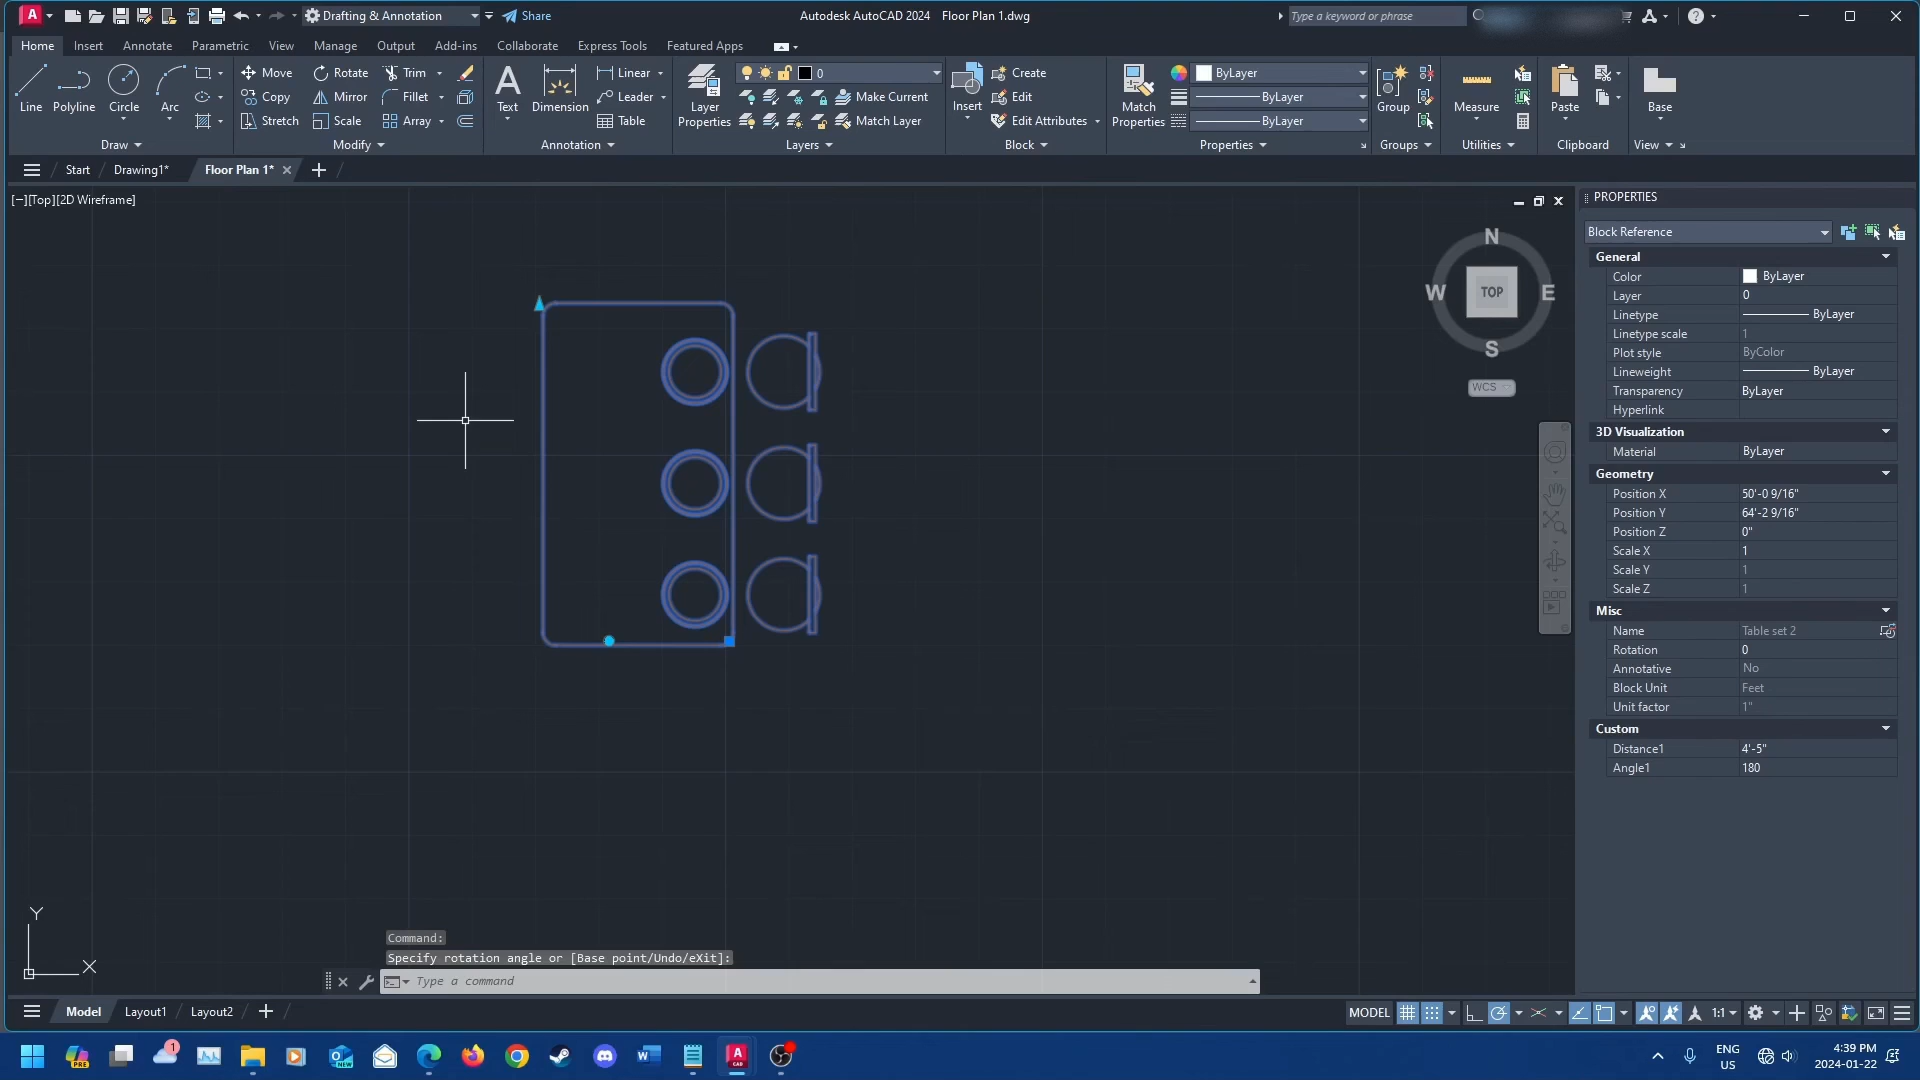 Drafting & Annotation
Share
Autodesk AutoCAD 2024 Floor Plan 1.dwg
Type a keyword or phrase
Home Insert Annotate Parametric View Manage Output Add-ins Collaborate Express Tools Featured Apps
Line Polyline Circle Arc
Draw
Move Rotate Trim
Copy Mirror Fillet
Stretch Scale Array
Modify
Text Dimension
Linear
Leader
Table
Annotation
Layer Properties
0
Make Current
Match Layer
Layers
Insert
Create
Edit
Edit Attributes
Block
Match Properties
ByLayer
ByLayer
ByLayer
Properties
Group
Groups
Measure
Utilities
Paste
Clipboard
Base
View
Start Drawing1* Floor Plan 1*
[−][Top][2D Wireframe]
N
W TOP E
S
WCS
PROPERTIES
Block Reference
General
Color ByLayer
Layer 0
Linetype ByLayer
Linetype scale 1
Plot style ByColor
Lineweight ByLayer
Transparency ByLayer
Hyperlink
3D Visualization
Material ByLayer
Geometry
Position X 50'-0 9/16"
Position Y 64'-2 9/16"
Position Z 0"
Scale X 1
Scale Y 1
Scale Z 1
Misc
Name Table set 2
Rotation 0
Annotative No
Block Unit Feet
Unit factor 1"
Custom
Distance1 4'-5"
Angle1 180
Y
X
Command:
Specify rotation angle or [Base point/Undo/eXit]:
Type a command
Model Layout1 Layout2
MODEL 1:1
1
PRE
NEW
A
CAD
ENG
US
4:39 PM
2024-01-22